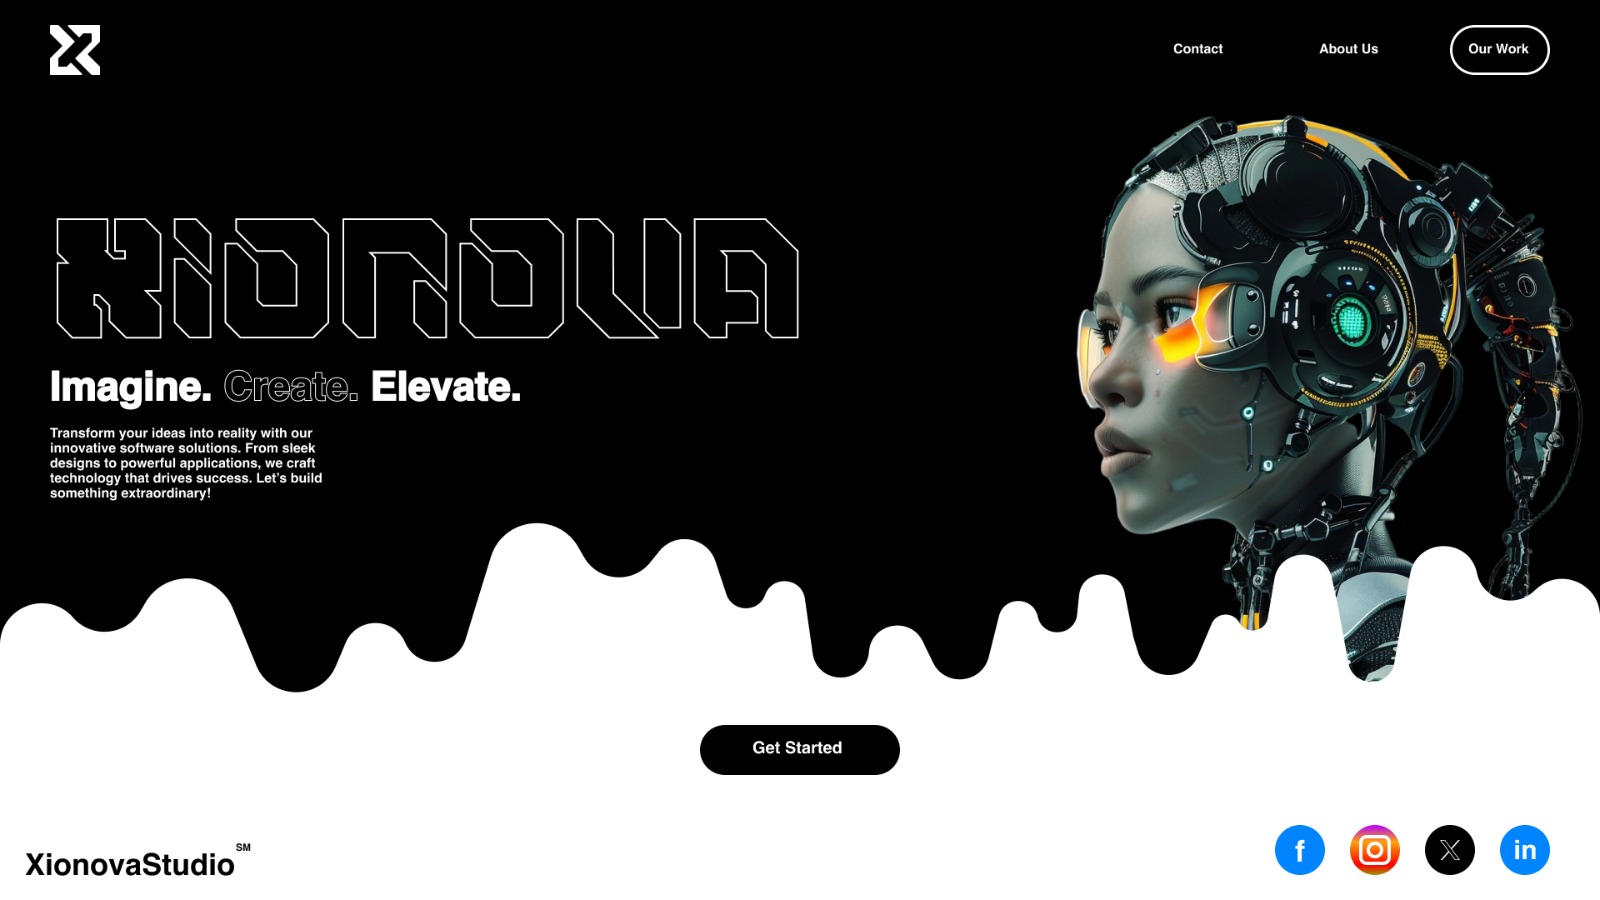 Contact
About Us
Our Work
XIONOVA
Imagine. Create. Elevate.
Transform your ideas into reality with our
innovative software solutions. From sleek
designs to powerful applications, we craft
technology that drives success. Let’s build
something extraordinary!
Get Started
XionovaStudio SM
f
X
in